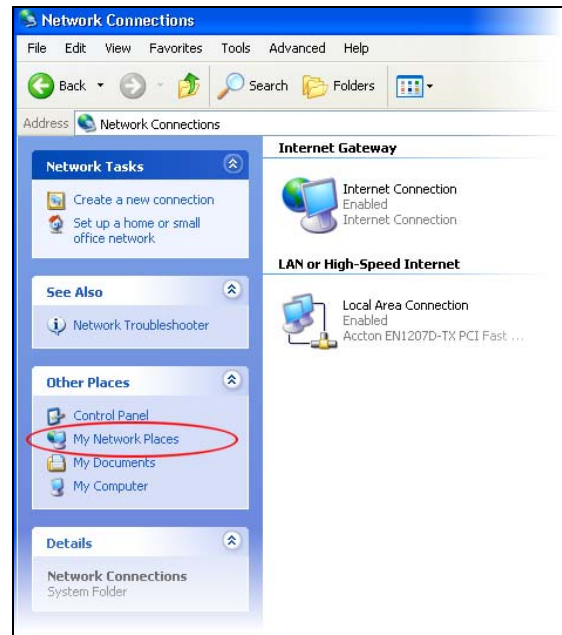 Network Connections
File Edit View Favorites Tools Advanced Help
Back Search Folders
Address Network Connections
Network Tasks
Create a new connection
Set up a home or small
office network
See Also
Network Troubleshooter
Other Places
Control Panel
My Network Places
My Documents
My Computer
Details
Network Connections
System Folder
Internet Gateway
Internet Connection
Enabled
Internet Connection
LAN or High-Speed Internet
Local Area Connection
Enabled
Accton EN1207D-TX PCI Fast ...